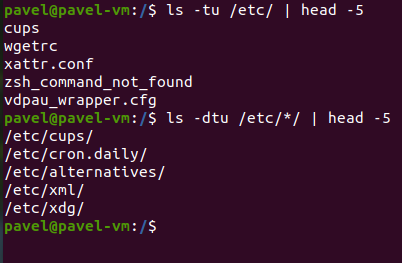 pavel@pavel-vm:/$ ls -tu /etc/ | head -5
cups
wgetrc
xattr.conf
zsh_command_not_found
vdpau_wrapper.cfg
pavel@pavel-vm:/$ ls -dtu /etc/*/ | head -5
/etc/cups/
/etc/cron.daily/
/etc/alternatives/
/etc/xml/
/etc/xdg/
pavel@pavel-vm:/$